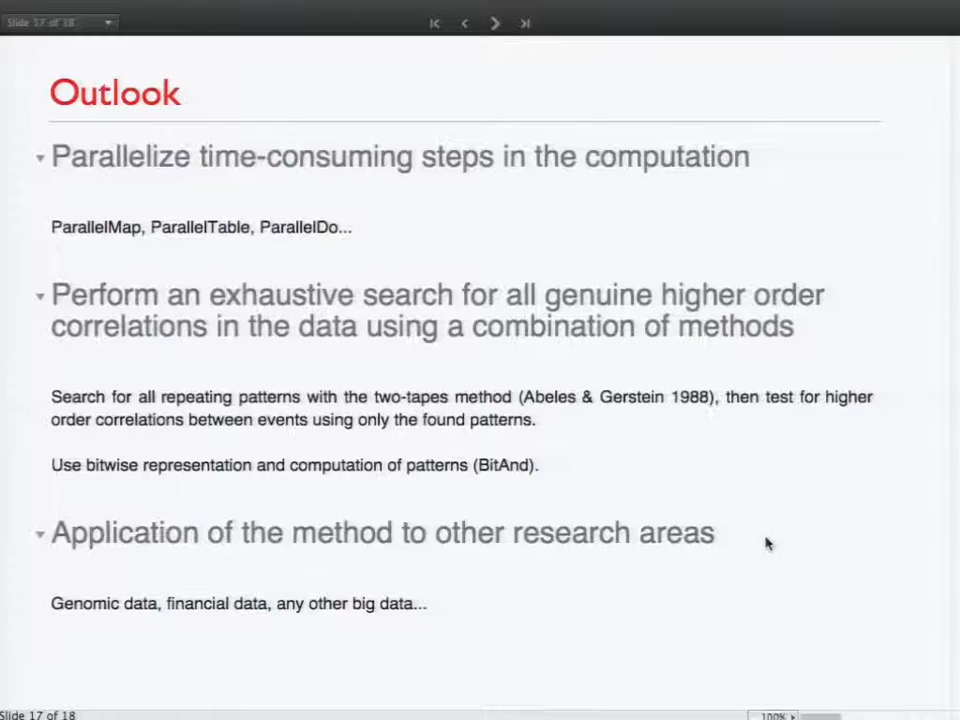 Slide 17 of 18
Outlook
Parallelize time-consuming steps in the computation
ParallelMap, ParallelTable, ParallelDo...
Perform an exhaustive search for all genuine higher order
correlations in the data using a combination of methods
Search for all repeating patterns with the two-tapes method (Abeles & Gerstein 1988), then test for higher
order correlations between events using only the found patterns.
Use bitwise representation and computation of patterns (BitAnd).
Application of the method to other research areas
Genomic data, financial data, any other big data...
Slide 17 of 18
100%